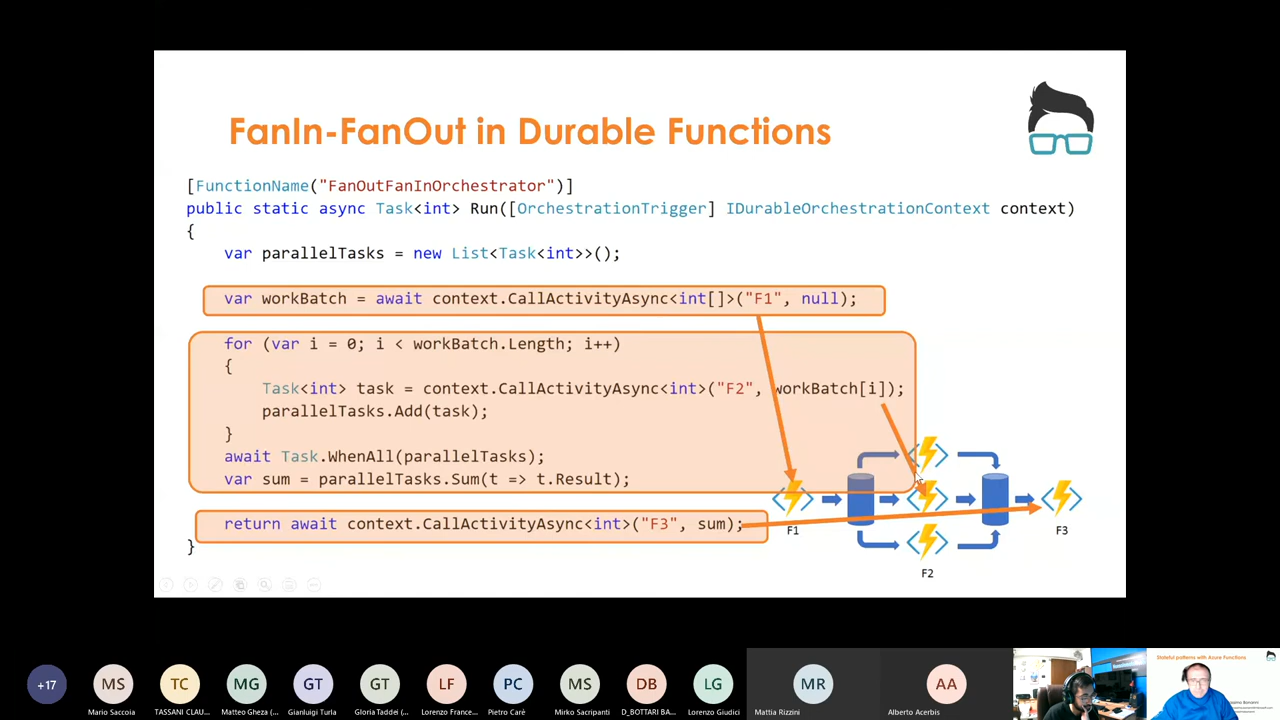 FanIn-FanOut in Durable Functions
[FunctionName("FanOutFanInOrchestrator")]
public static async Task<int> Run([OrchestrationTrigger] IDurableOrchestrationContext context)
{
var parallelTasks = new List<Task<int>>();
var workBatch = await context.CallActivityAsync<int[]>("F1", null);
for (var i = 0; i < workBatch.Length; i++)
{
Task<int> task = context.CallActivityAsync<int>("F2", workBatch[i]);
parallelTasks.Add(task);
}
await Task.WhenAll(parallelTasks);
var sum = parallelTasks.Sum(t => t.Result);
return await context.CallActivityAsync<int>("F3", sum);
}
F1
F2
F3
+17
MS
TC
MG
GT
GT
LF
PC
MS
DB
LG
MR
AA
Mario Saccoia
TASSANI CLAU...
Matteo Gheza (...
Gianluigi Turla
Gloria Taddei (...
Lorenzo France...
Pietro Carè
Mirko Sacripanti
D_BOTTARI BA...
Lorenzo Giudici
Mattia Rizzini
Alberto Acerbis
Stateful patterns with Azure Functions